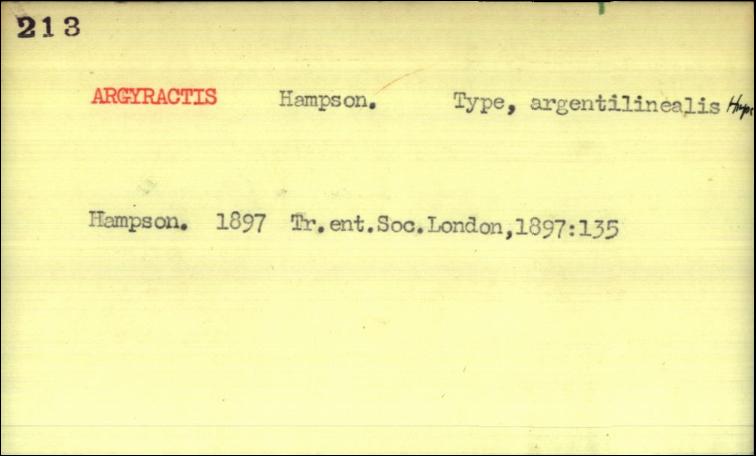 213
ARGYRACTIS Hampson. Type, argentilinealis
Hampson. 1897 Tr.ent.Soc.London,1897:135